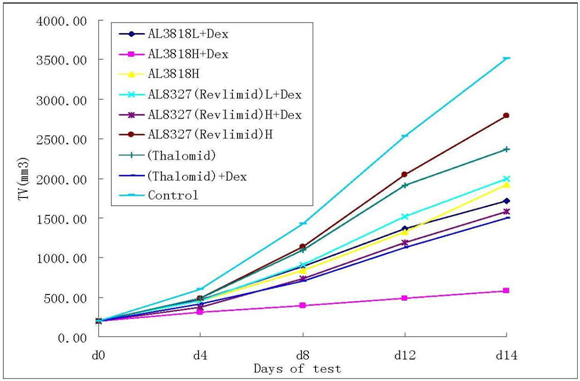 4000.00
3500.00
3000.00
2500.00
2000.00
1500.00
1000.00
500.00
0.00
TV(mm3)
AL3818L+Dex
AL3818H+Dex
AL3818H
AL8327(Revlimid)L+Dex
AL8327(Revlimid)H+Dex
AL8327(Revlimid)H
(Thalomid)
(Thalomid)+Dex
Control
d0 d4 d8 d12 d14
Days of test